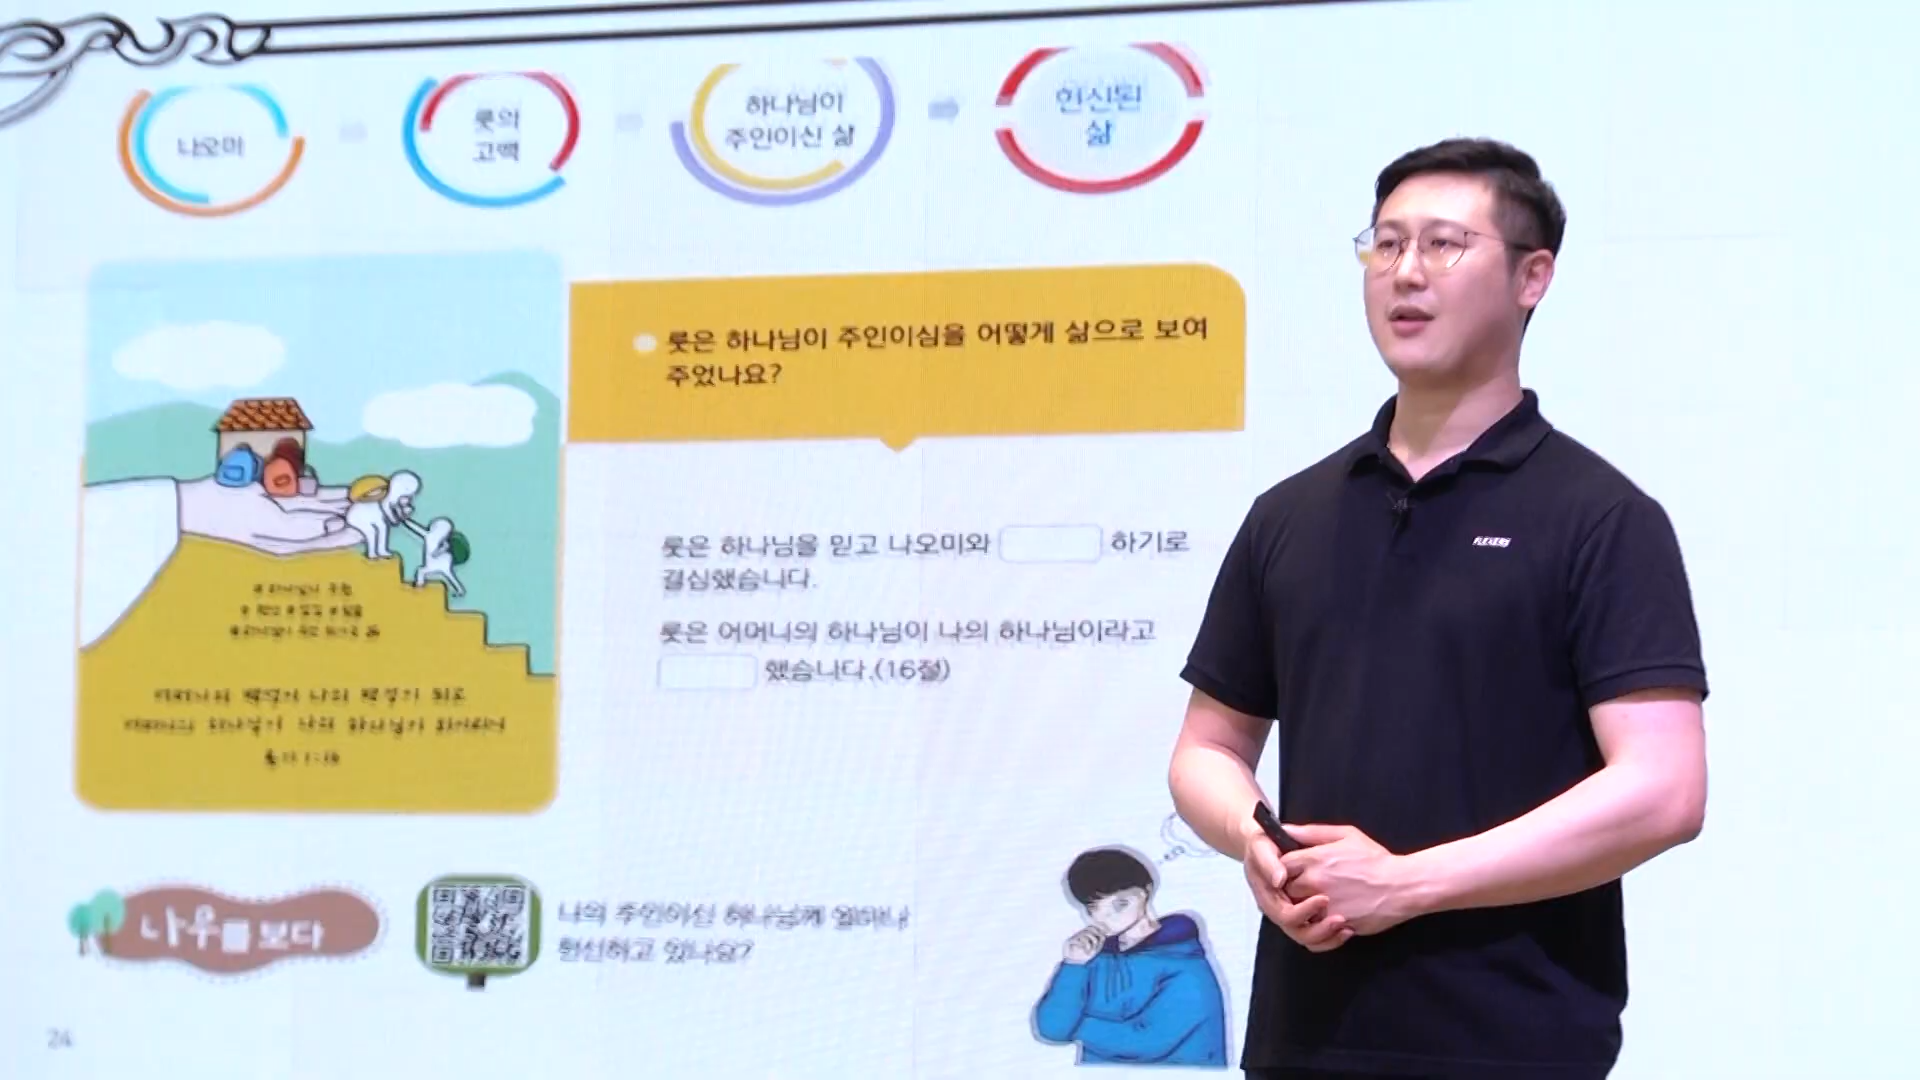 나오미
룻의
고백
하나님이
주인이신 삶
헌신된
삶
룻은 하나님이 주인이심을 어떻게 삶으로 보여
주었나요?
룻은 하나님을 믿고 나오미와 하기로
결심했습니다.
룻은 어머니의 하나님이 나의 하나님이라고
했습니다.(16절)
나우를 보다
나의 주인이신 하나님께 얼마나
헌신하고 있나요?
24